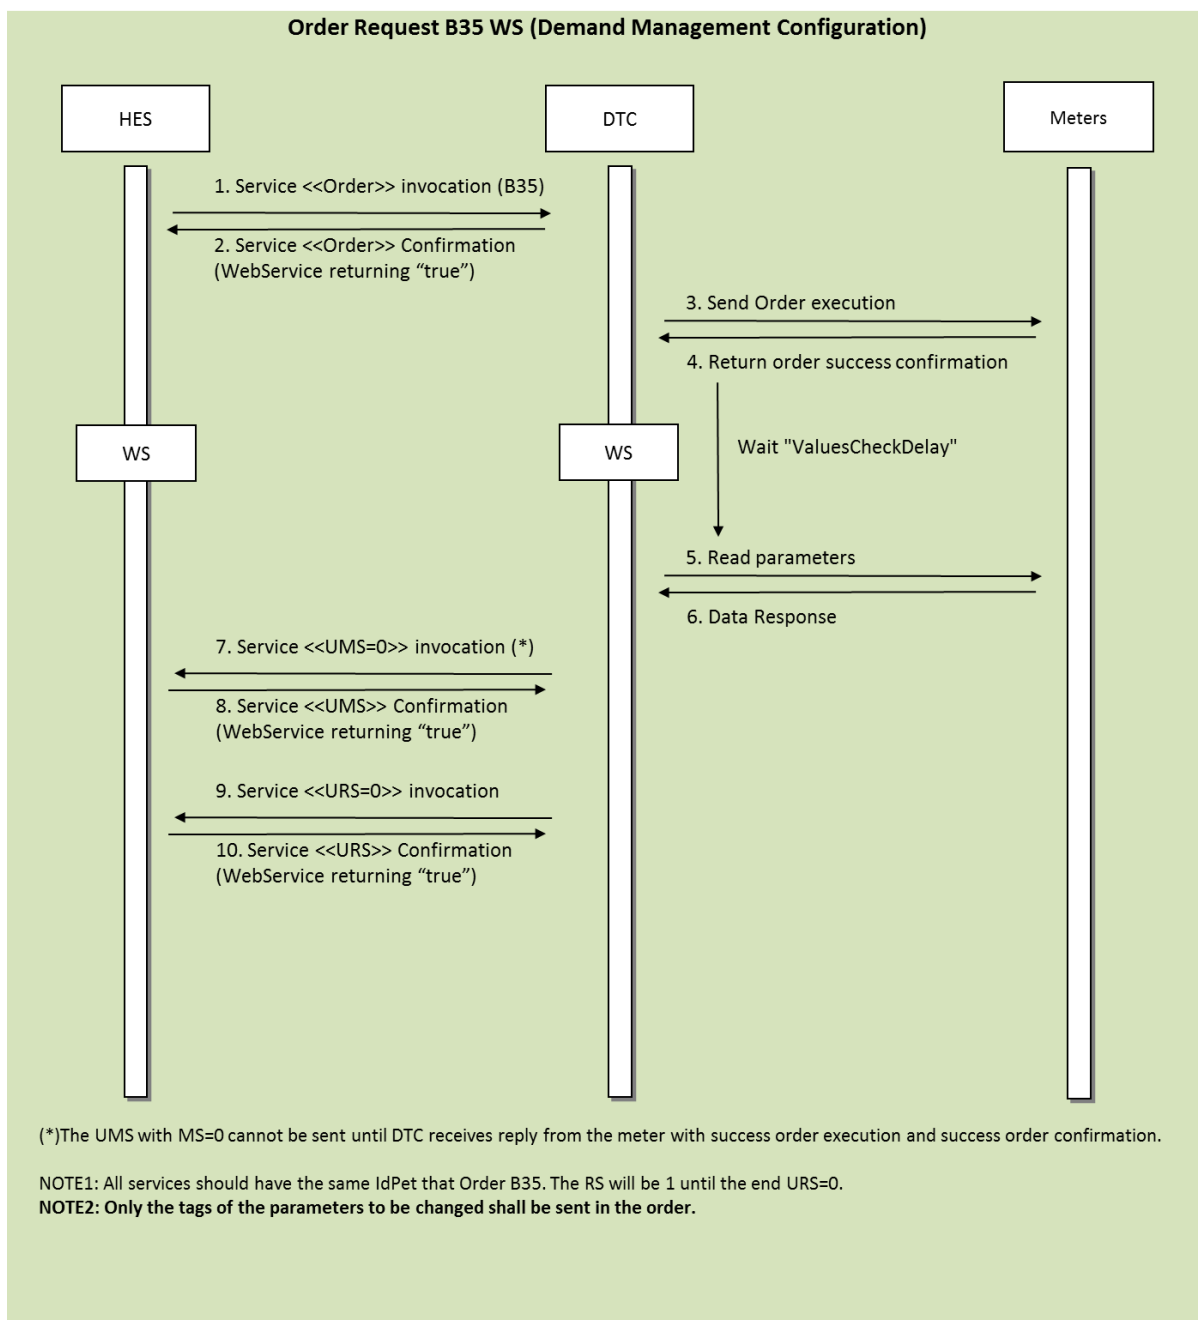 Order Request B35 WS (Demand Management Configuration)
HES
DTC
Meters
1. Service <<Order>> invocation (B35)
2. Service <<Order>> Confirmation
(WebService returning “true”)
3. Send Order execution
4. Return order success confirmation
WS
WS
Wait "ValuesCheckDelay"
5. Read parameters
6. Data Response
7. Service <<UMS=0>> invocation (*)
8. Service <<UMS>> Confirmation
(WebService returning “true”)
9. Service <<URS=0>> invocation
10. Service <<URS>> Confirmation
(WebService returning “true”)
(*)The UMS with MS=0 cannot be sent until DTC receives reply from the meter with success order execution and success order confirmation.
NOTE1: All services should have the same IdPet that Order B35. The RS will be 1 until the end URS=0.
NOTE2: Only the tags of the parameters to be changed shall be sent in the order.